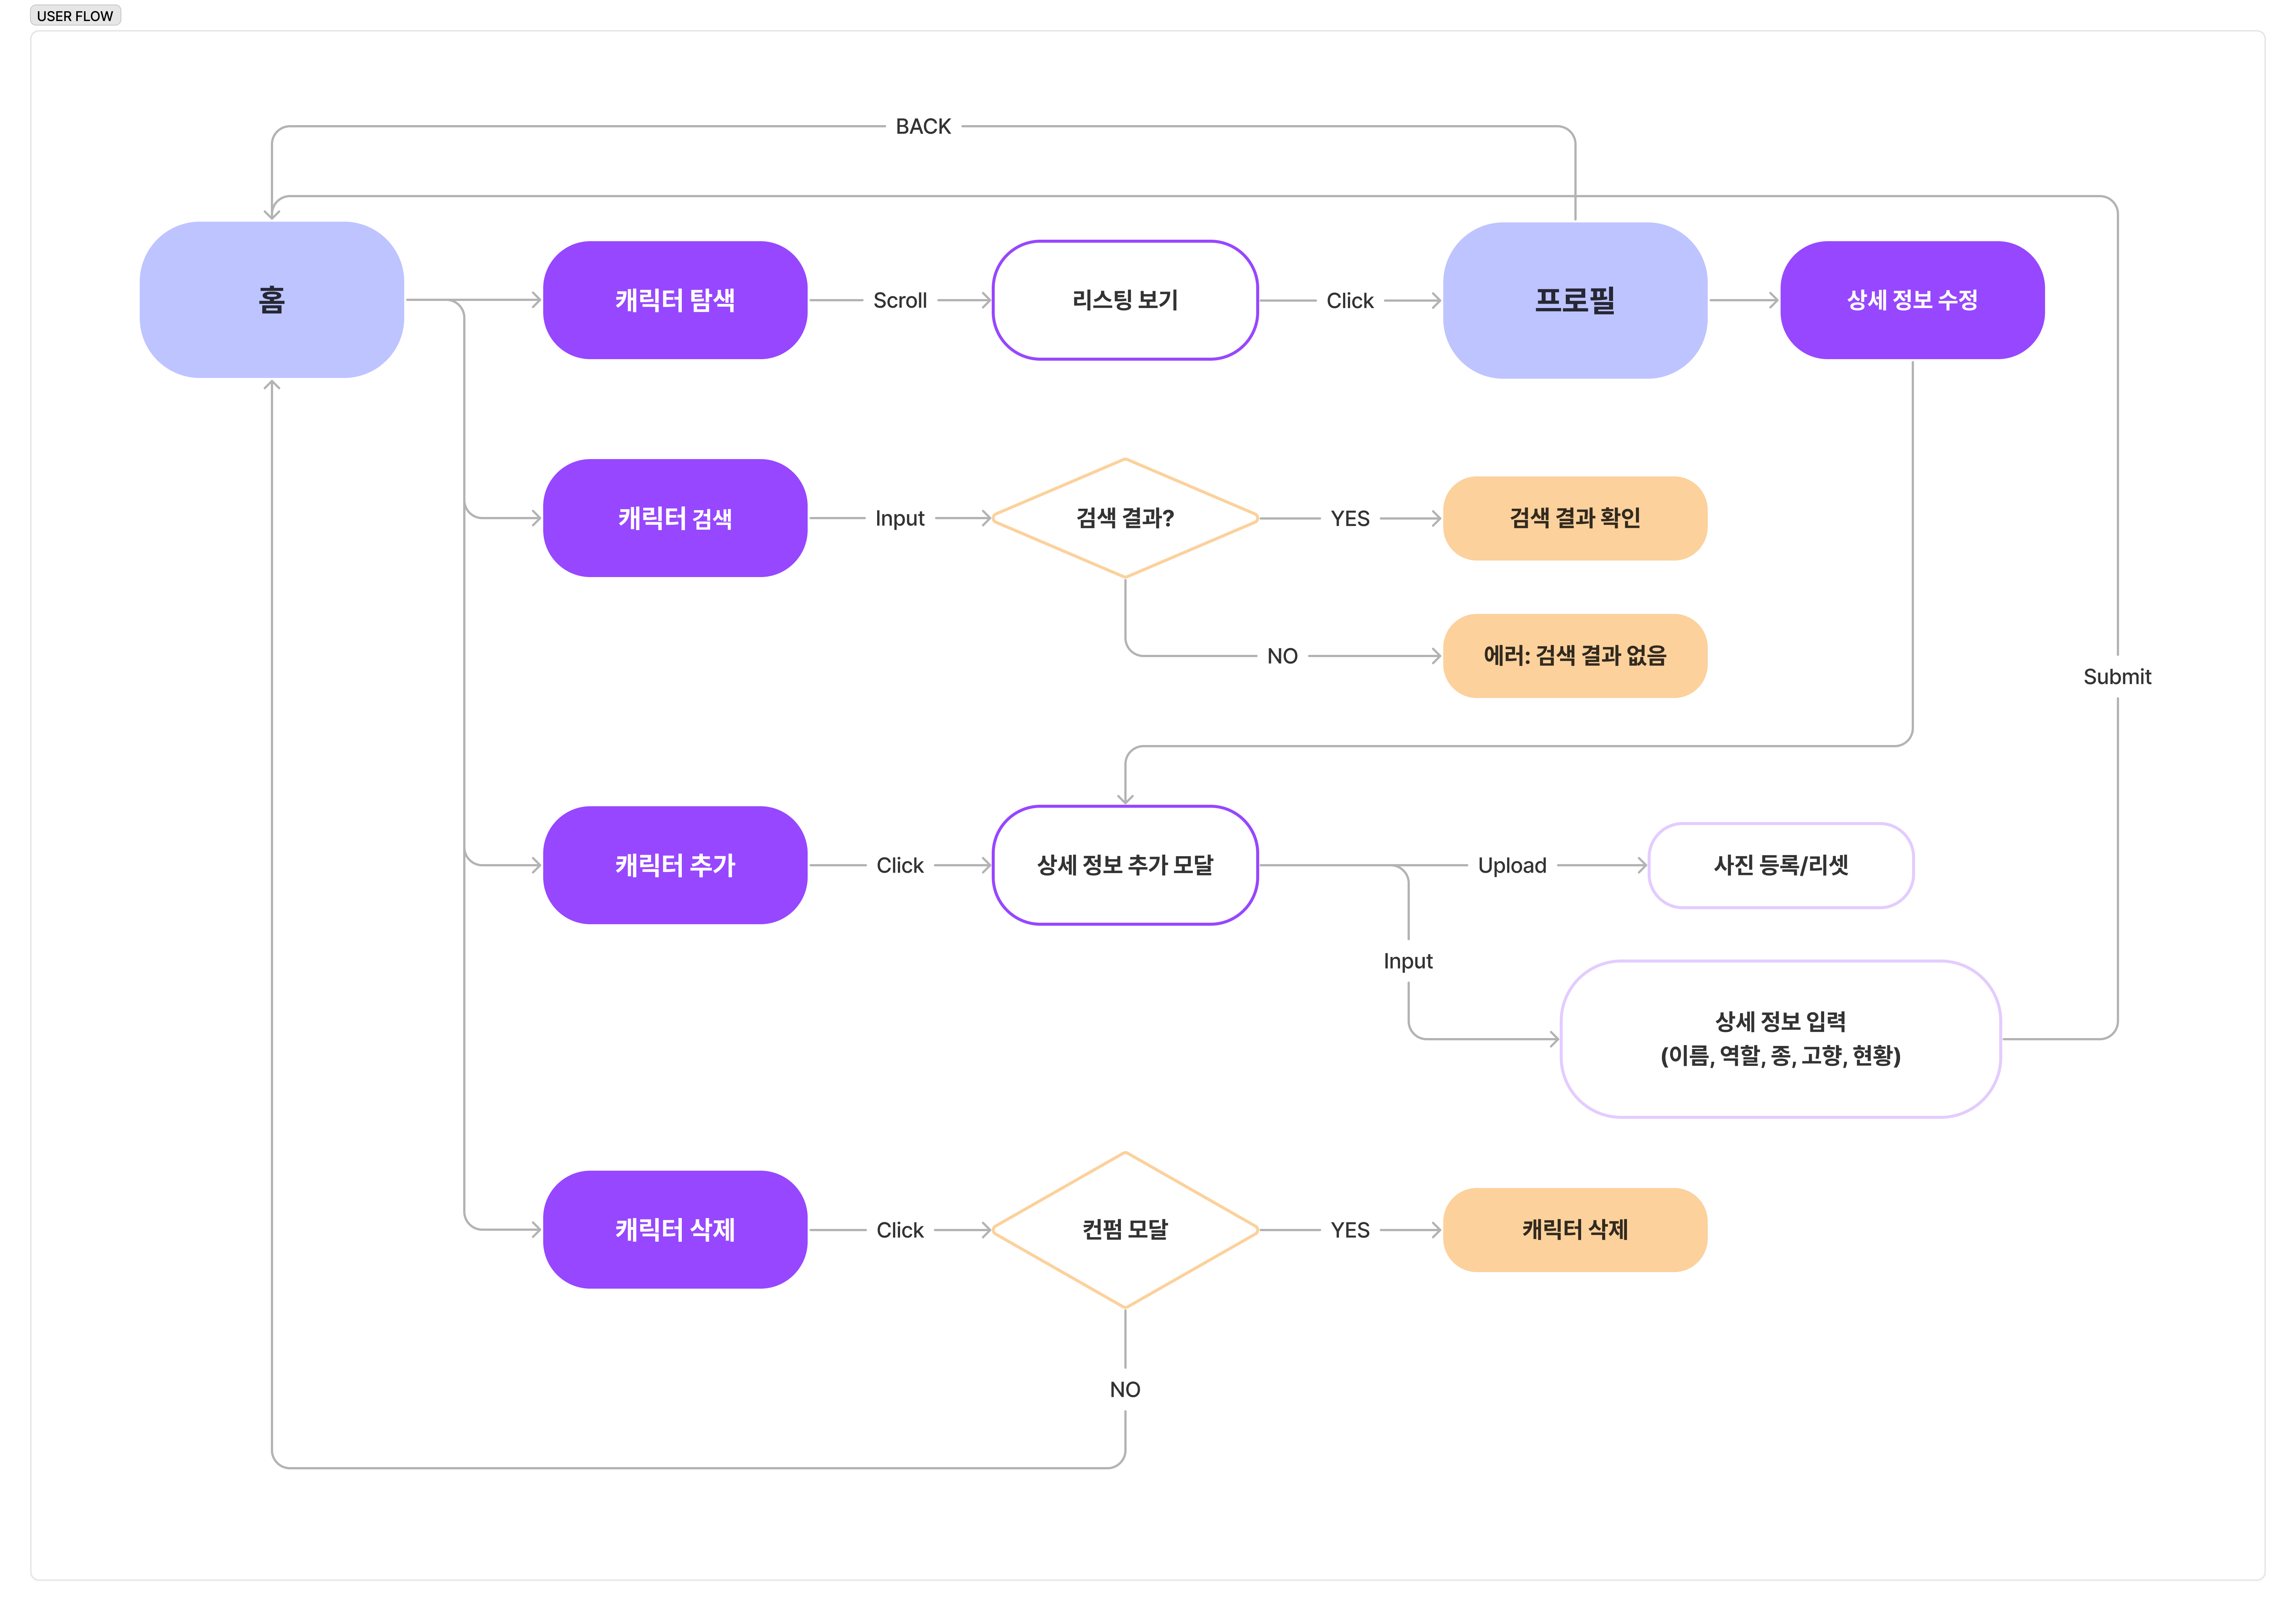 USER FLOW
BACK
홈
캐릭터 탐색
Scroll
리스팅 보기
Click
프로필
상세 정보 수정
캐릭터 검색
Input
검색 결과?
YES
검색 결과 확인
NO
에러: 검색 결과 없음
Submit
캐릭터 추가
Click
상세 정보 추가 모달
Upload
사진 등록/리셋
Input
상세 정보 입력
(이름, 역할, 종, 고향, 현황)
캐릭터 삭제
Click
컨펌 모달
YES
캐릭터 삭제
NO